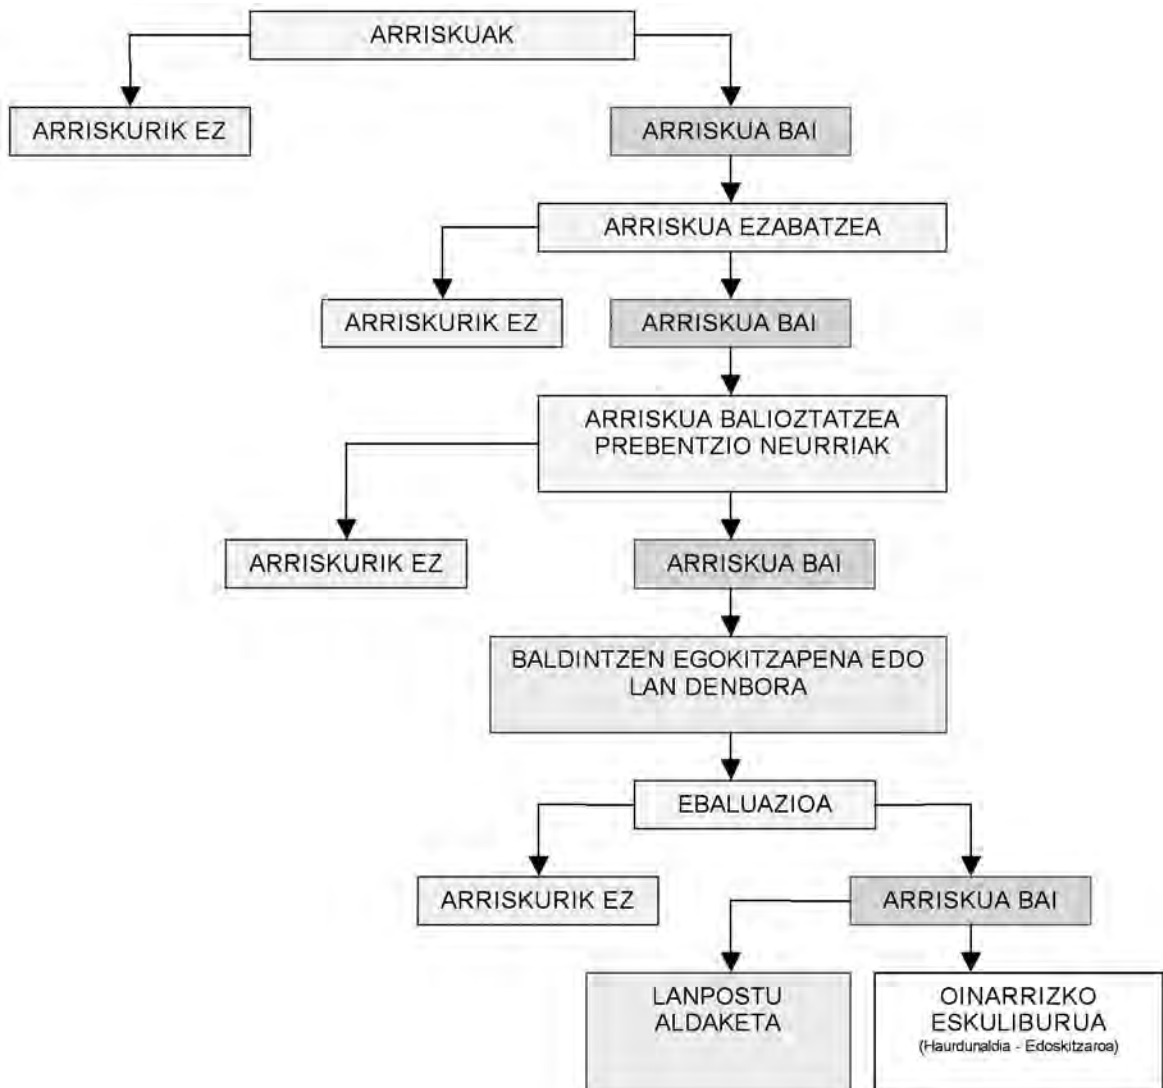 ARRISKUAK
ARRISKURIK EZ
ARRISKUA BAI
ARRISKUA EZABATZEA
ARRISKURIK EZ
ARRISKUA BAI
ARRISKUA BALIOZTATZEA
PREBENTZIO NEURRIAK
ARRISKURIK EZ
ARRISKUA BAI
BALDINTZEN EGOKITZAPENA EDO
LAN DENBORA
EBALUAZIOA
ARRISKURIK EZ
ARRISKUA BAI
LANPOSTU
ALDAKETA
OINARRIZKO
ESKULIBURUA
(Haurdunaldia - Edoskitzaroa)